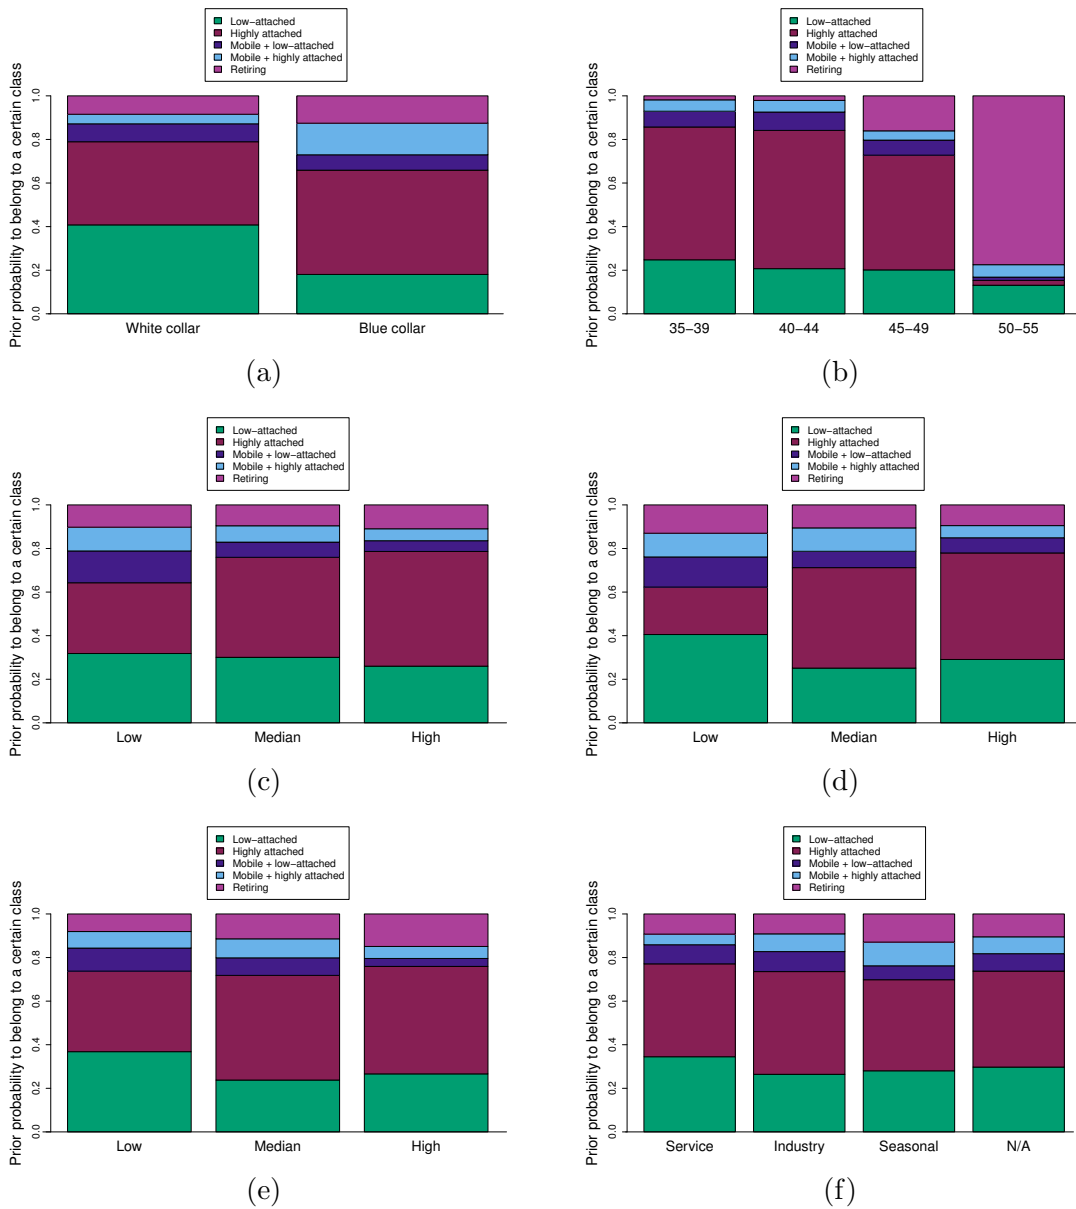 Low−attached
Highly attached
Mobile + low−attached
Mobile + highly attached
Retiring
Prior probability to belong to a certain class
0.0 0.2 0.4 0.6 0.8 1.0
White collar Blue collar
(a)
Low−attached
Highly attached
Mobile + low−attached
Mobile + highly attached
Retiring
Prior probability to belong to a certain class
0.0 0.2 0.4 0.6 0.8 1.0
35−39 40−44 45−49 50−55
(b)
Low−attached
Highly attached
Mobile + low−attached
Mobile + highly attached
Retiring
Prior probability to belong to a certain class
0.0 0.2 0.4 0.6 0.8 1.0
Low Median High
(c)
Low−attached
Highly attached
Mobile + low−attached
Mobile + highly attached
Retiring
Prior probability to belong to a certain class
0.0 0.2 0.4 0.6 0.8 1.0
Low Median High
(d)
Low−attached
Highly attached
Mobile + low−attached
Mobile + highly attached
Retiring
Prior probability to belong to a certain class
0.0 0.2 0.4 0.6 0.8 1.0
Low Median High
(e)
Low−attached
Highly attached
Mobile + low−attached
Mobile + highly attached
Retiring
Prior probability to belong to a certain class
0.0 0.2 0.4 0.6 0.8 1.0
Service Industry Seasonal N/A
(f)